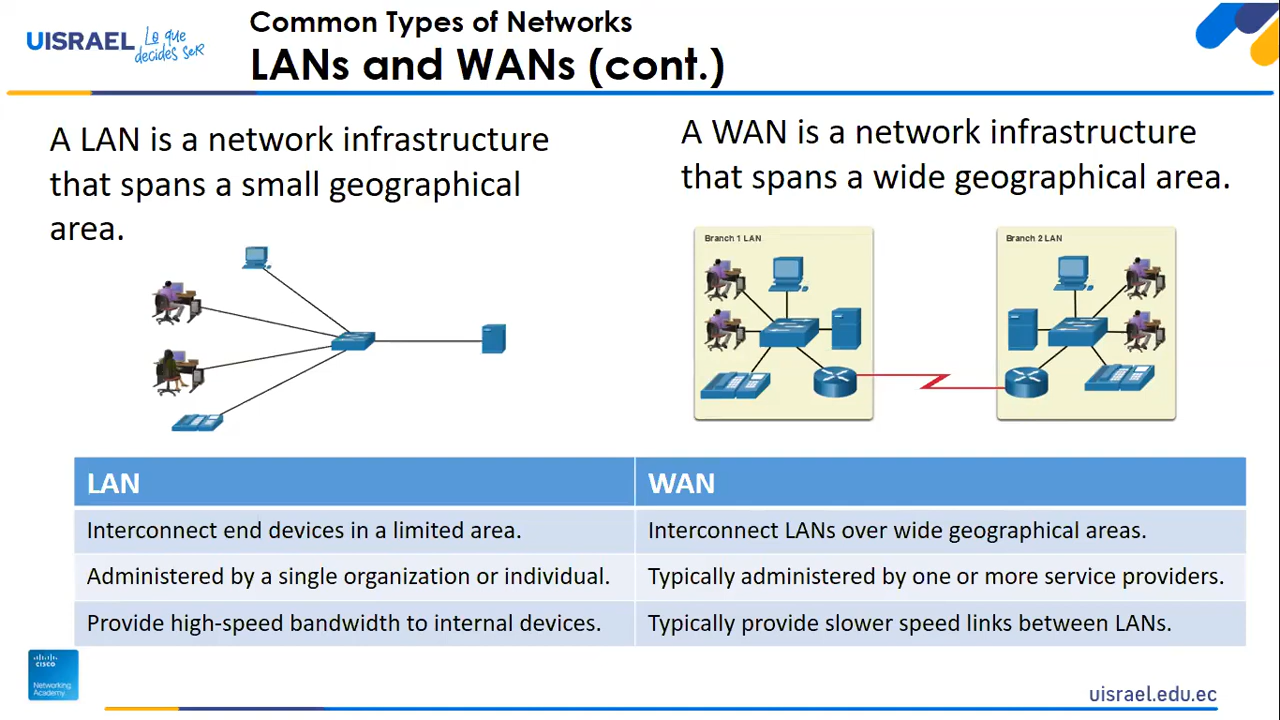 UISRAEL
Lo que
decides seR
Common Types of Networks
LANs and WANs (cont.)
A LAN is a network infrastructure
that spans a small geographical
area.
A WAN is a network infrastructure
that spans a wide geographical area.
Branch 1 LAN
Branch 2 LAN
LAN
WAN
Interconnect end devices in a limited area.
Interconnect LANs over wide geographical areas.
Administered by a single organization or individual.
Typically administered by one or more service providers.
Provide high-speed bandwidth to internal devices.
Typically provide slower speed links between LANs.
CISCO
Networking
Academy
uisrael.edu.ec